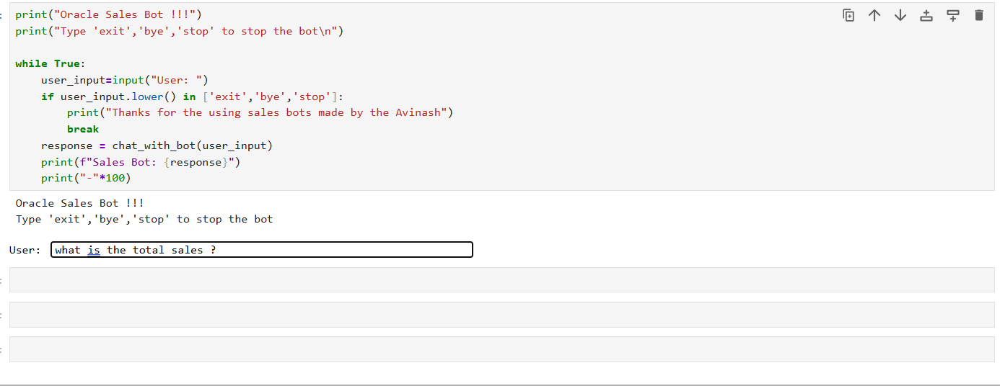 print("Oracle Sales Bot !!!")
print("Type 'exit','bye','stop' to stop the bot\n")
while True:
    user_input=input("User: ")
    if user_input.lower() in ['exit','bye','stop']:
        print("Thanks for the using sales bots made by the Avinash")
        break
    response = chat_with_bot(user_input)
    print(f"Sales Bot: {response}")
    print("-"*100)
Oracle Sales Bot !!!
Type 'exit','bye','stop' to stop the bot
User: what is the total sales ?